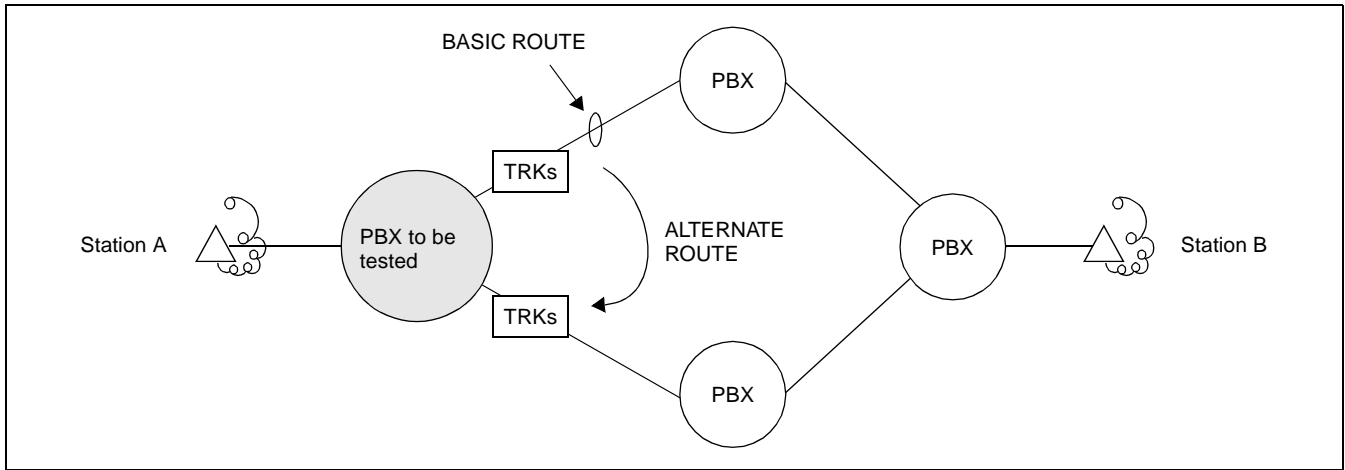 BASIC ROUTE
PBX
TRKs
Station A
PBX to be
tested
ALTERNATE
ROUTE
PBX
Station B
TRKs
PBX